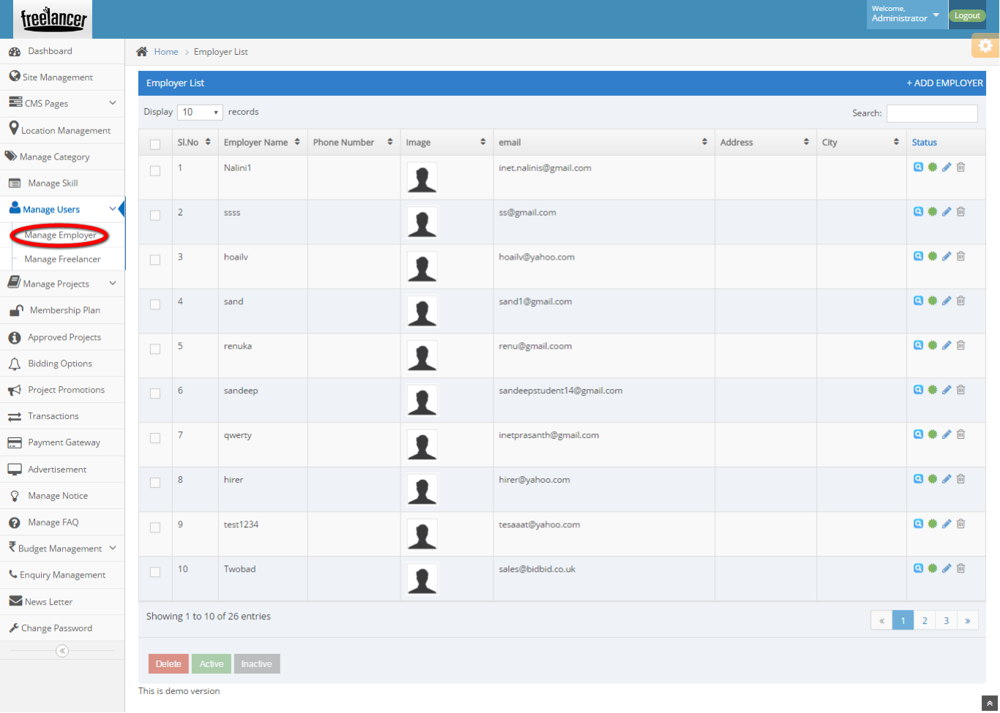 freelancer
Welcome,
Administrator
Logout
Dashboard
Site Management
CMS Pages
Location Management
Manage Category
Manage Skill
Manage Users
Manage Employer
Manage Freelancer
Manage Projects
Membership Plan
Approved Projects
Bidding Options
Project Promotions
Transactions
Payment Gateway
Advertisement
Manage Notice
Manage FAQ
Budget Management
Enquiry Management
News Letter
Change Password
Home > Employer List
Employer List + ADD EMPLOYER
Display 10 records Search:
Sl.No Employer Name Phone Number Image email Address City Status
1 Nalini1 inet.nalinis@gmail.com
2 ssss ss@gmail.com
3 hoailv hoailv@yahoo.com
4 sand sand1@gmail.com
5 renuka renu@gmail.coom
6 sandeep sandeepstudent14@gmail.com
7 qwerty inetprasanth@gmail.com
8 hirer hirer@yahoo.com
9 test1234 tesaaat@yahoo.com
10 Twobad sales@bidbid.co.uk
Showing 1 to 10 of 26 entries « 1 2 3 »
Delete Active Inactive
This is demo version